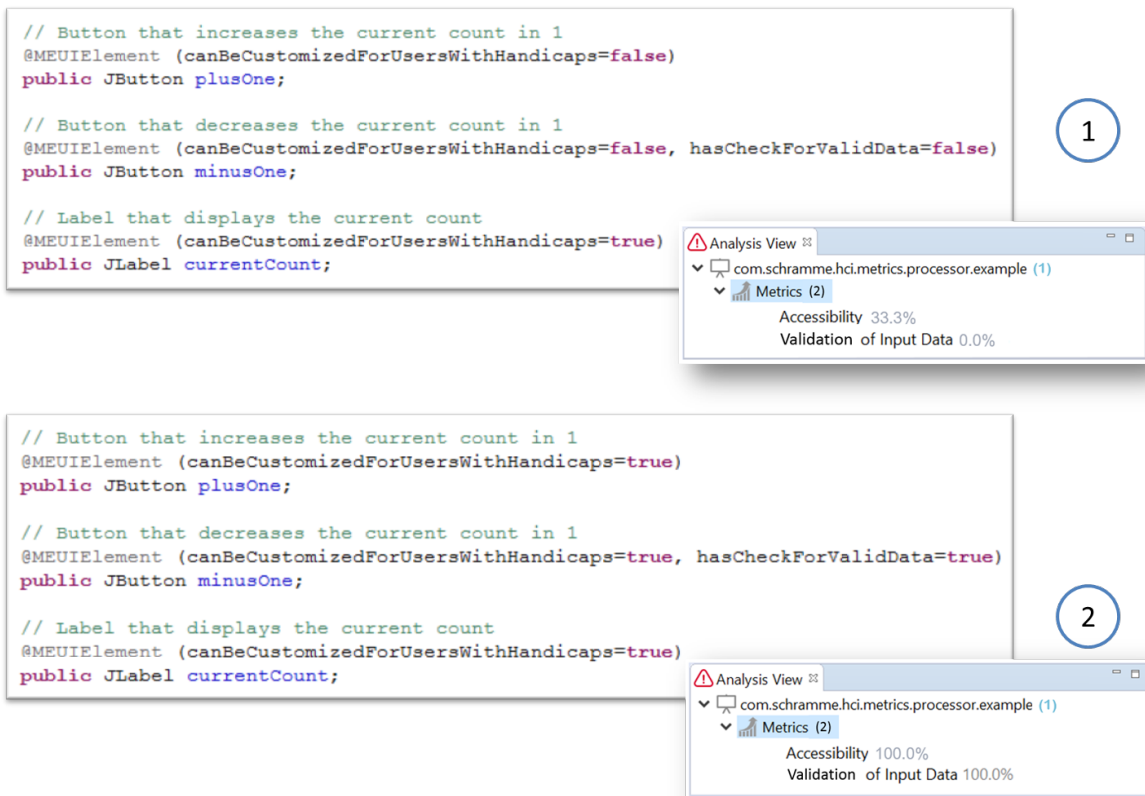 // Button that increases the current count in 1
@MEUIElement (canBeCustomizedForUsersWithHandicaps=false)
public JButton plusOne;
// Button that decreases the current count in 1
@MEUIElement (canBeCustomizedForUsersWithHandicaps=false, hasCheckForValidData=false)
public JButton minusOne;
// Label that displays the current count
@MEUIElement (canBeCustomizedForUsersWithHandicaps=true)
public JLabel currentCount;
1
Analysis View
com.schramme.hci.metrics.processor.example (1)
Metrics (2)
Accessibility 33.3%
Validation of Input Data 0.0%
// Button that increases the current count in 1
@MEUIElement (canBeCustomizedForUsersWithHandicaps=true)
public JButton plusOne;
// Button that decreases the current count in 1
@MEUIElement (canBeCustomizedForUsersWithHandicaps=true, hasCheckForValidData=true)
public JButton minusOne;
// Label that displays the current count
@MEUIElement (canBeCustomizedForUsersWithHandicaps=true)
public JLabel currentCount;
2
Analysis View
com.schramme.hci.metrics.processor.example (1)
Metrics (2)
Accessibility 100.0%
Validation of Input Data 100.0%